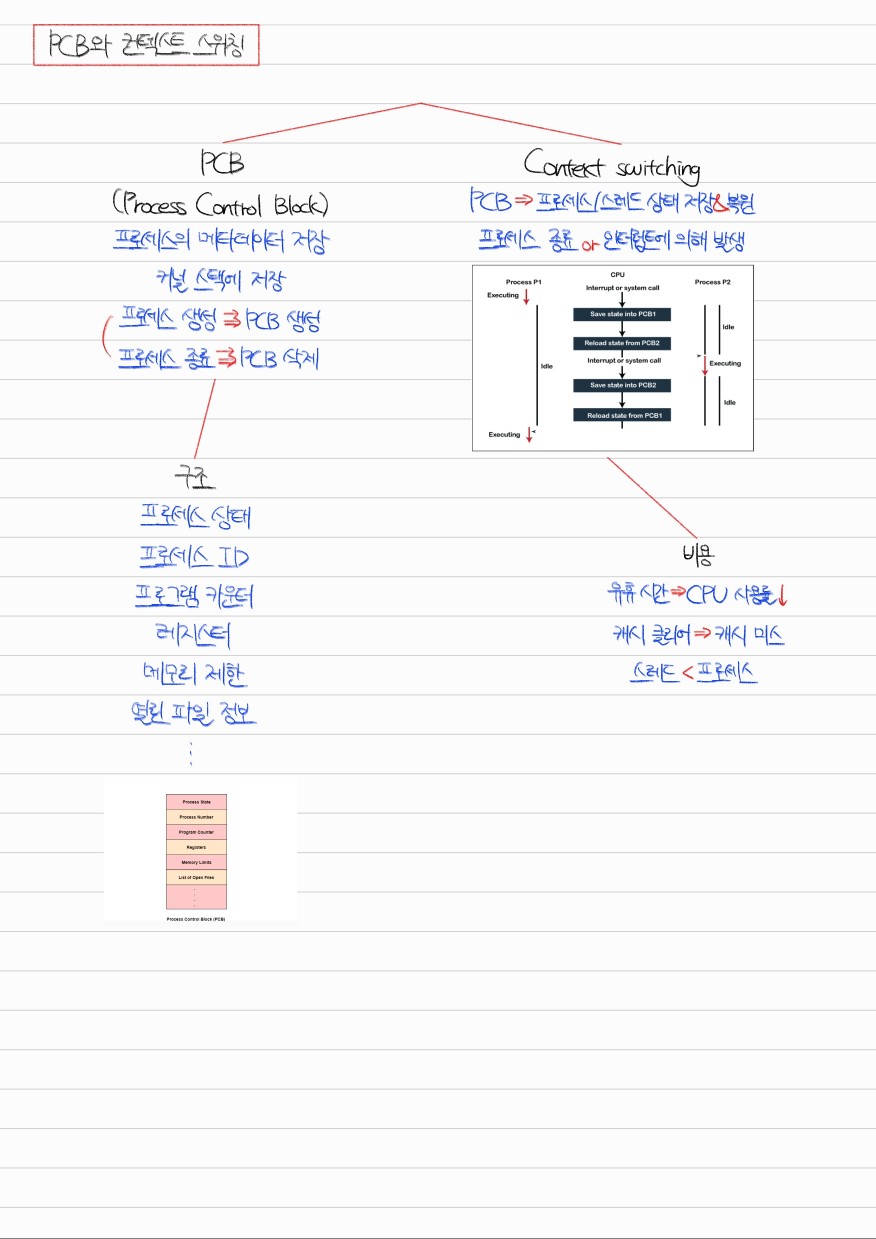 PCB와 컨텍스트 스위칭
PCB
(Process Control Block)
프로세스의 메타데이터 저장
커널 스택에 저장
프로세스 생성 ⇒ PCB 생성
프로세스 종료 ⇒ PCB 삭제
구조
프로세스 상태
프로세스 ID
프로그램 카운터
레지스터
메모리 제한
열린 파일 정보
⋮
Process State
Process Number
Program Counter
Registers
Memory Limits
List of Open Files
Process Control Block (PCB)
Context switching
PCB ⇒ 프로세스/스레드 상태 저장&복원
프로세스 종료 or 인터럽트에 의해 발생
CPU
Process P1
Interrupt or system call
Process P2
Executing
Save state into PCB1
Idle
Reload state from PCB2
Interrupt or system call
Executing
Idle
Save state into PCB2
Idle
Reload state from PCB1
Executing
비용
유휴 시간 ⇒ CPU 사용률 ↓
캐시 클리어 ⇒ 캐시 미스
스레드 < 프로세스